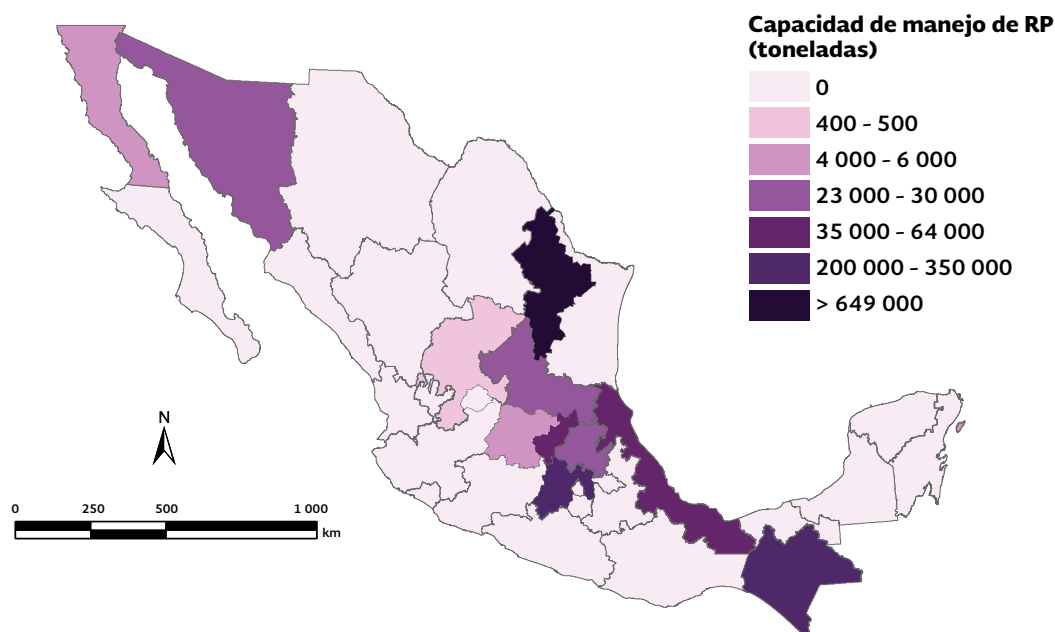 Capacidad de manejo de RP
(toneladas)
0
400 - 500
4 000 - 6 000
23 000 - 30 000
35 000 - 64 000
200 000 - 350 000
> 649 000
N
0 250 500 1 000
km